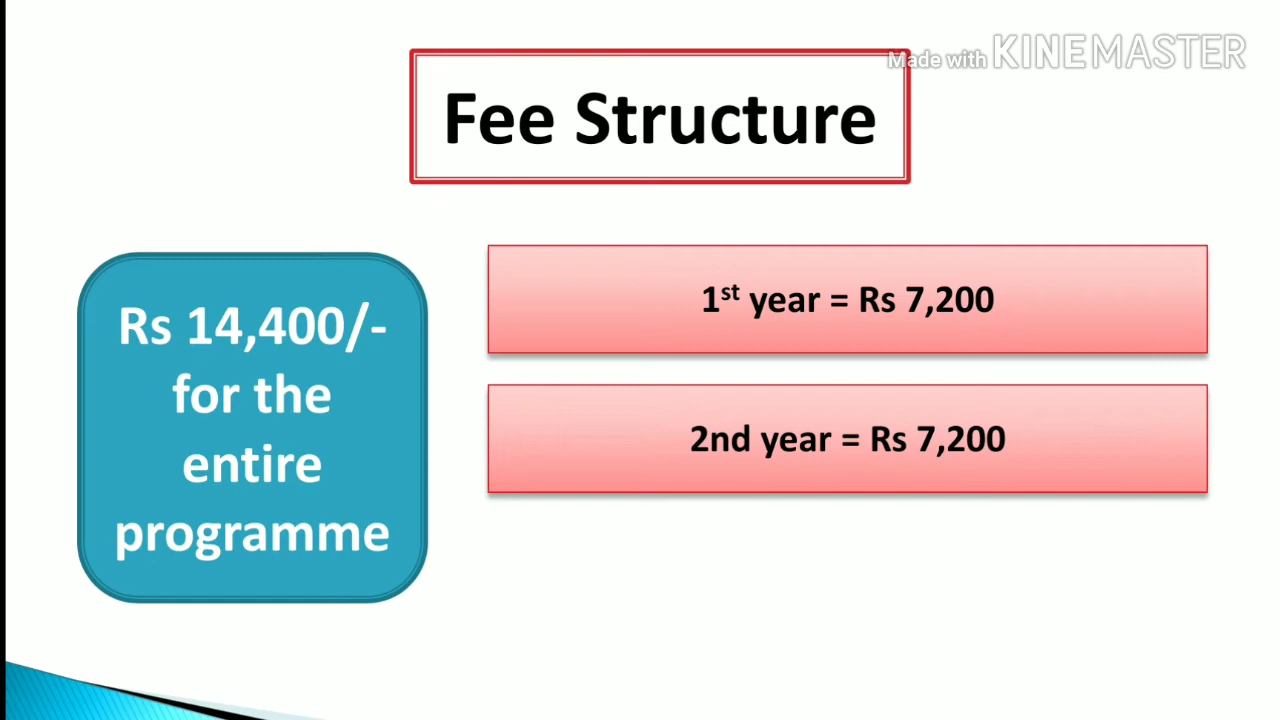 Made with KINEMASTER
Fee Structure
Rs 14,400/-
for the
entire
programme
1st year = Rs 7,200
2nd year = Rs 7,200